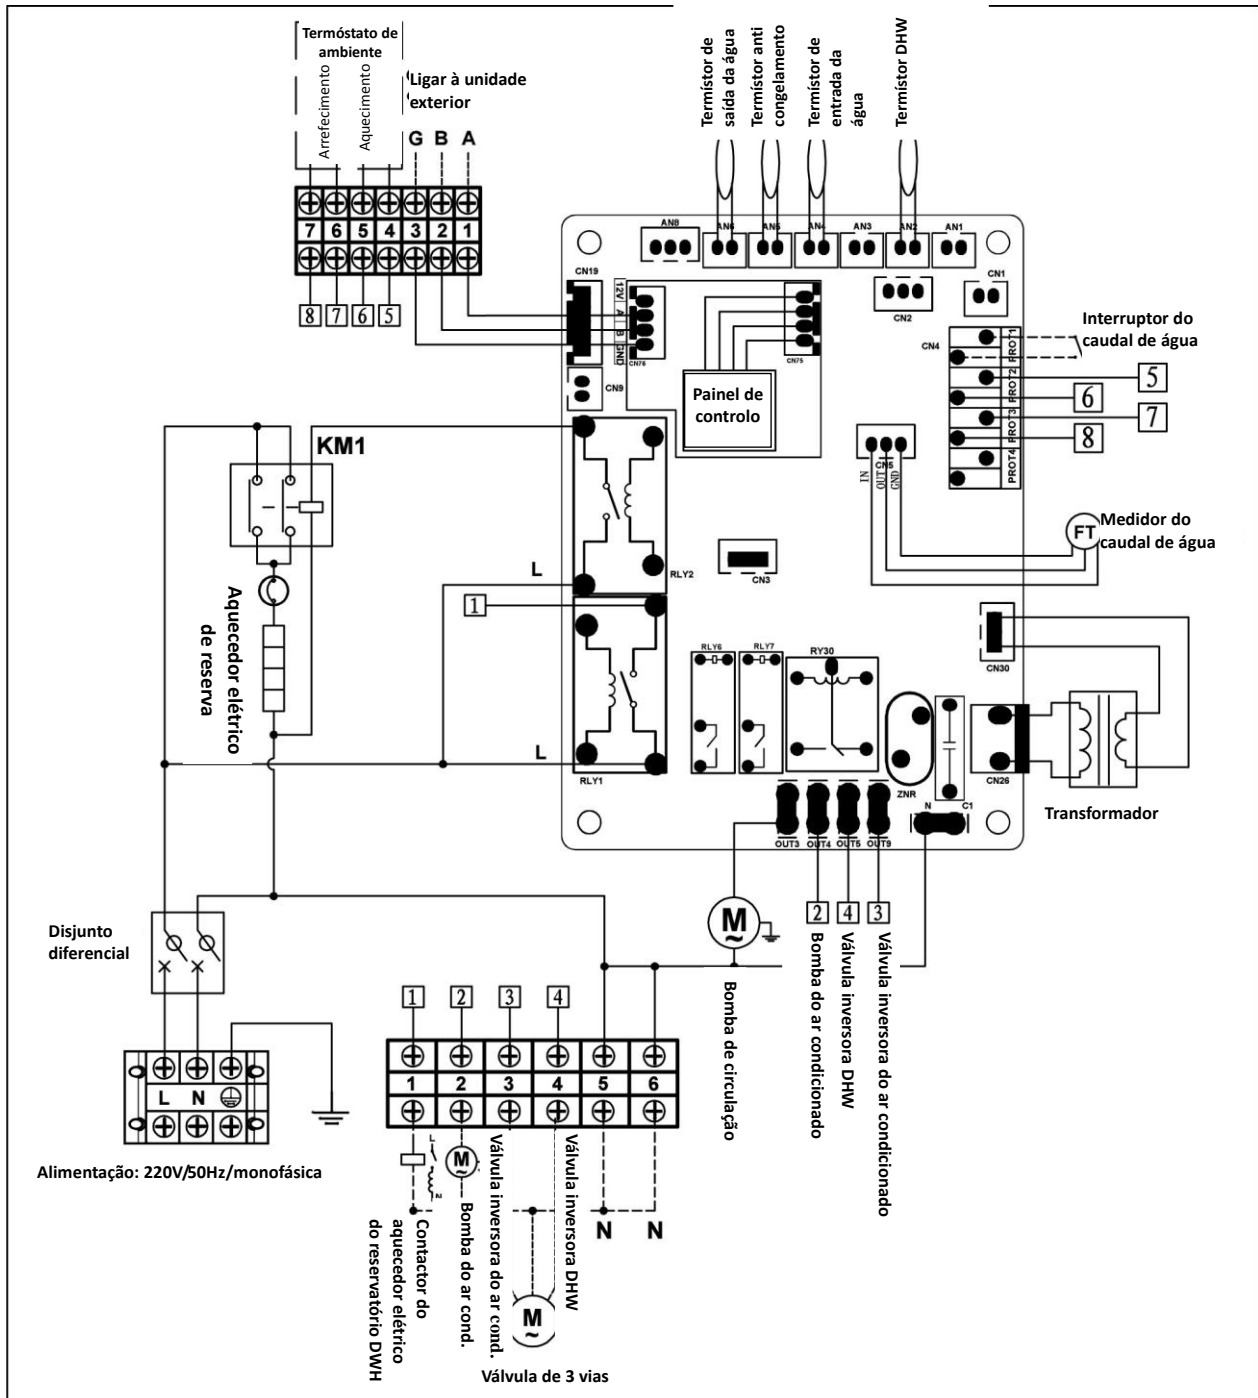 Termóstato de
ambiente
Arrefecimento
Aquecimento
Ligar à unidade
exterior
G B A
7 6 5 4 3 2 1
8 7 6 5
Termístor de
saída da água
Termístor anti
congelamento
Termístor de
entrada da
água
Termístor DHW
AN8
AN6
AN5
AN4
AN3
AN2
AN1
CN19
12V
A
B
GND
CN76
CN75
CN2
CN1
CN9
Painel de
controlo
CN4
PROT1
PROT2
PROT3
PROT4
Interruptor do
caudal de água
5
6
7
8
CN5
IN
OUT
GND
FT
Medidor do
caudal de água
KM1
L
RLY2
1
CN3
L
RLY1
Aquecedor elétrico
de reserva
RLY6
RLY7
RY30
CN30
ZNR
N
C1
CN26
Transformador
OUT3
OUT4
OUT5
OUT9
M
~
2
4
3
Bomba de circulação
Bomba do ar condicionado
Válvula inversora DHW
Válvula inversora do ar condicionado
Disjunto
diferencial
L N
Alimentação: 220V/50Hz/monofásica
1 2 3 4
1 2 3 4 5 6
L
N
M
~
N
N
Contactor do
aquecedor elétrico
do reservatório DWH
Bomba do ar cond.
Válvula inversora do ar cond.
Válvula inversora DHW
M
~
Válvula de 3 vias